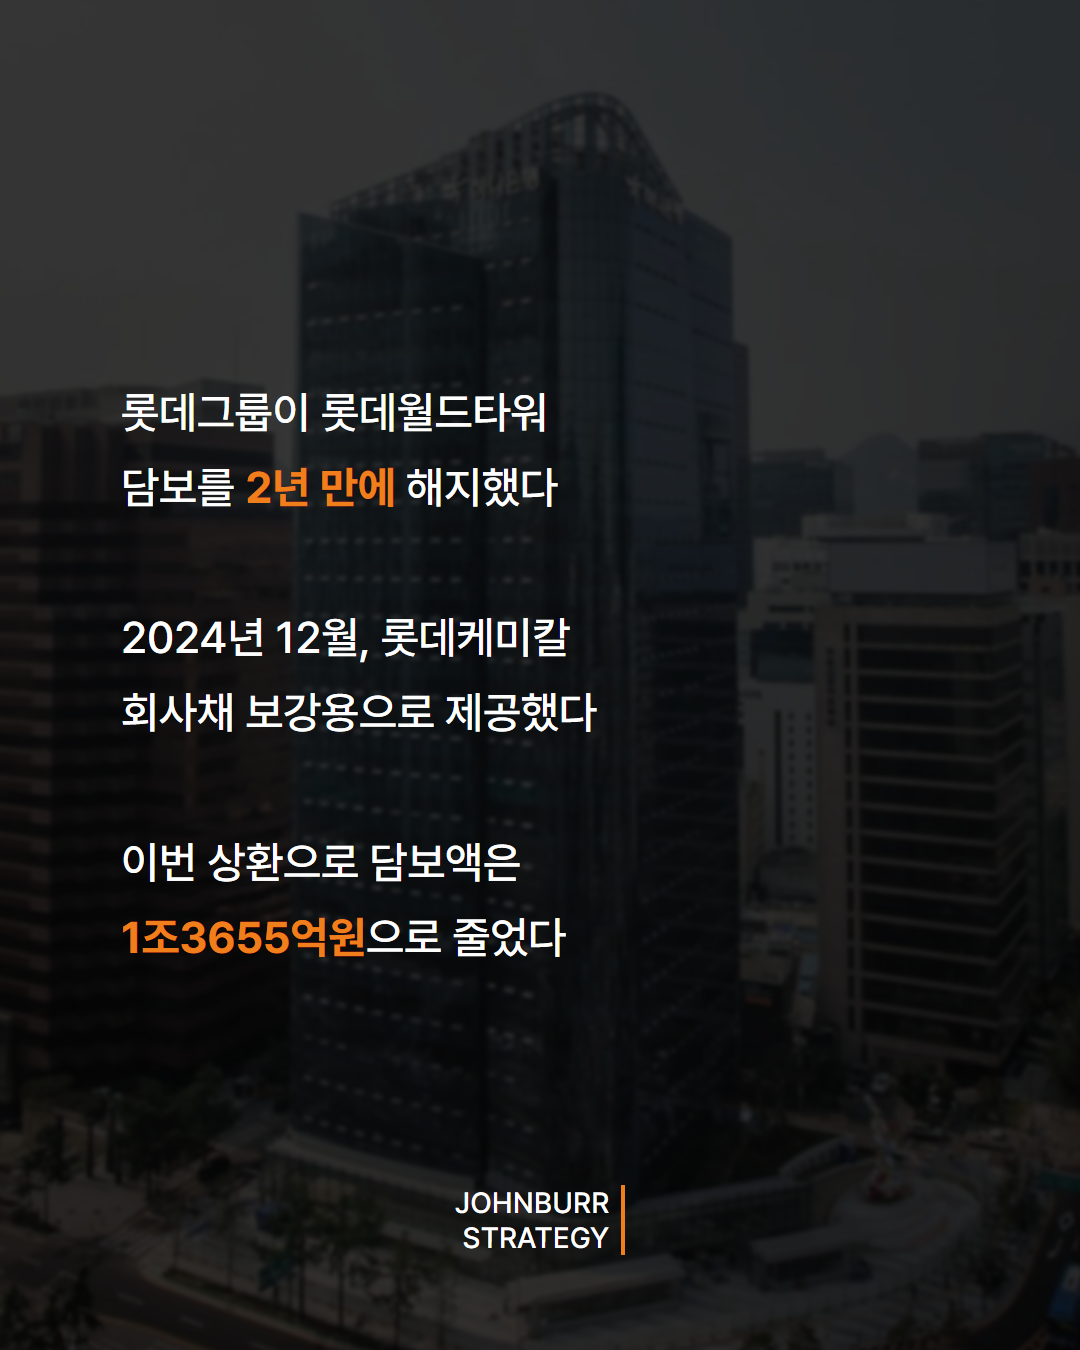 롯데그룹이 롯데월드타워
담보를 2년 만에 해지했다
2024년 12월, 롯데케미칼
회사채 보강용으로 제공했다
이번 상환으로 담보액은
1조3655억원으로 줄었다
JOHNBURR
STRATEGY